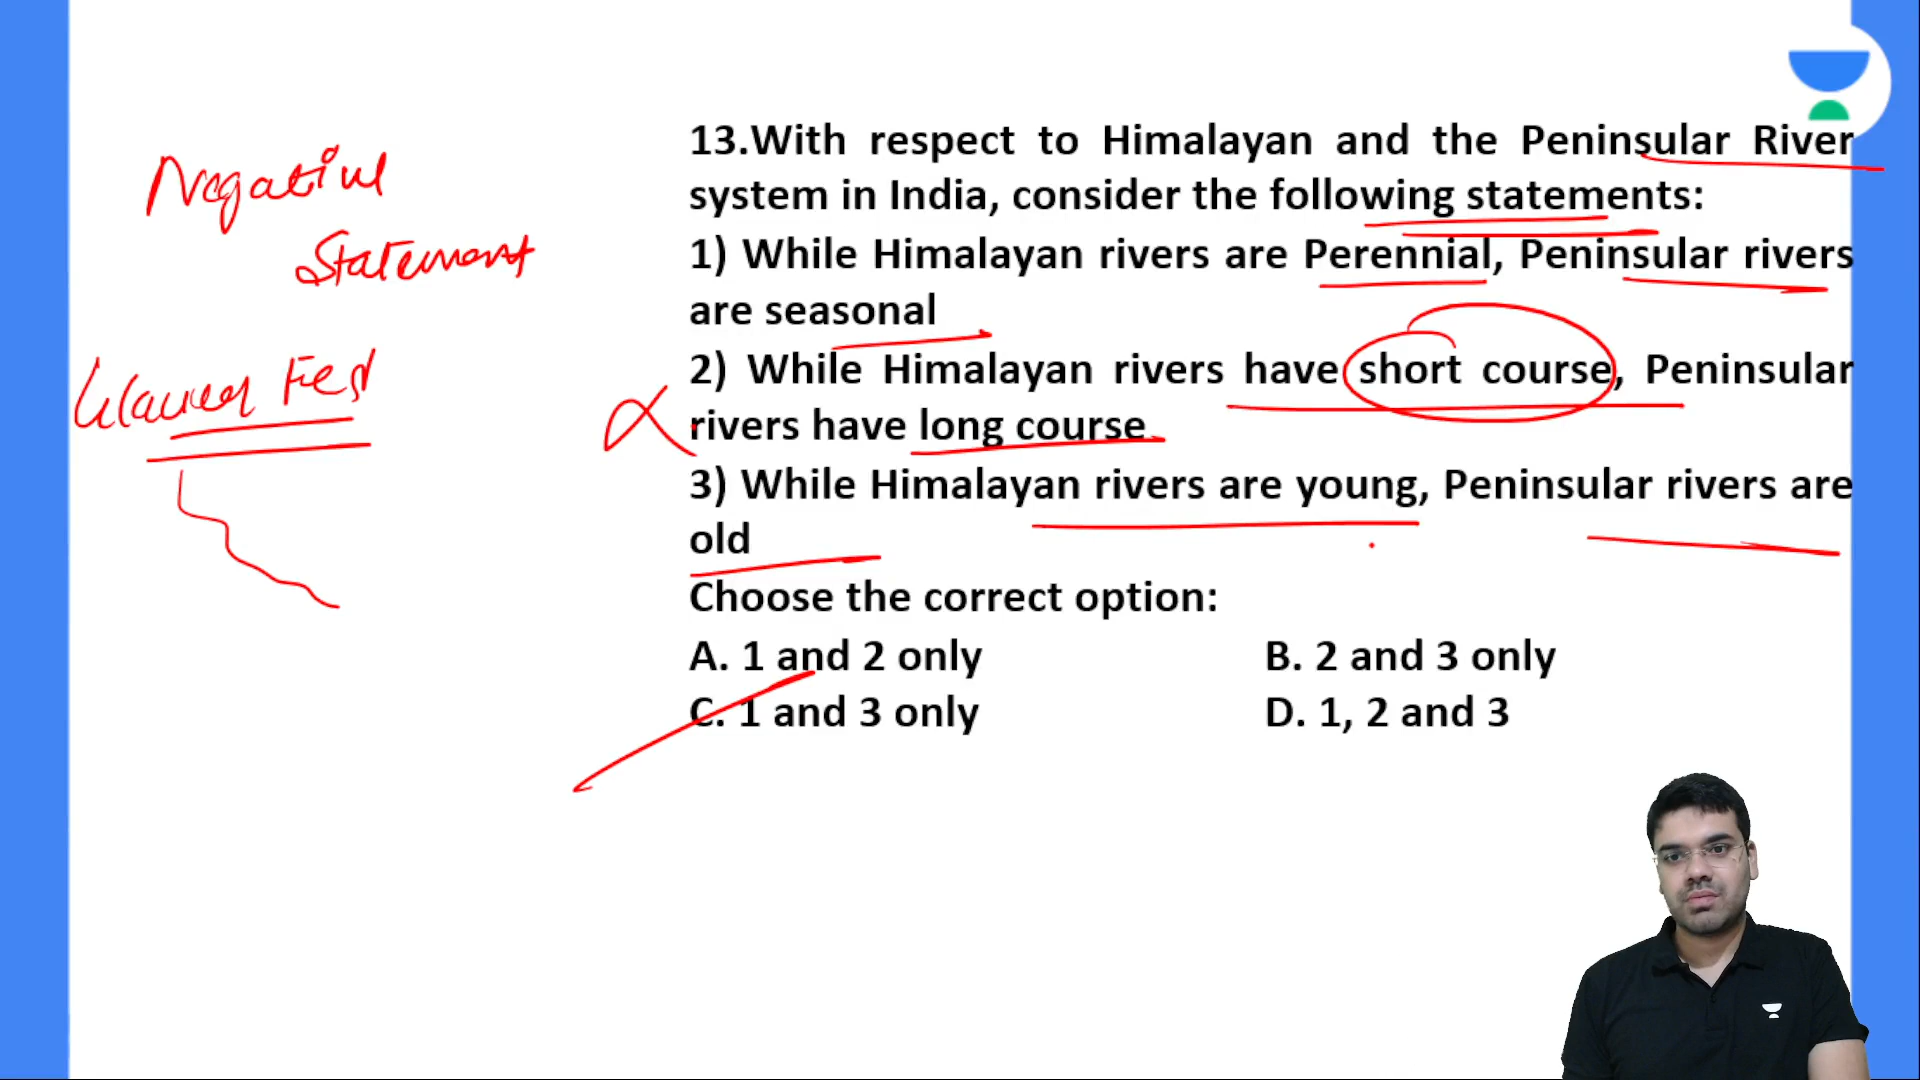 Negative
Statement
Glacier Fed
13.With respect to Himalayan and the Peninsular River
system in India, consider the following statements:
1) While Himalayan rivers are Perennial, Peninsular rivers
are seasonal
2) While Himalayan rivers have short course, Peninsular
rivers have long course
3) While Himalayan rivers are young, Peninsular rivers are
old
Choose the correct option:
A. 1 and 2 only
B. 2 and 3 only
C. 1 and 3 only
D. 1, 2 and 3